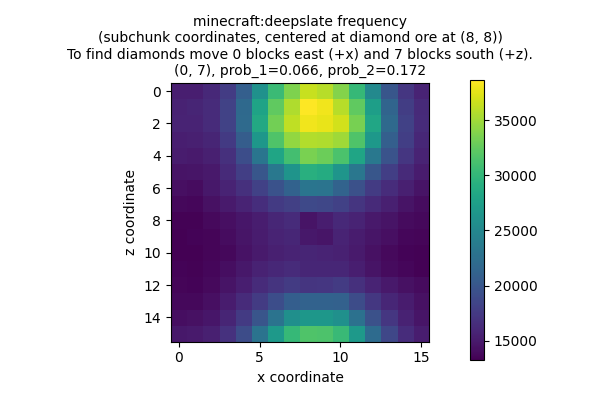 minecraft:deepslate frequency
(subchunk coordinates, centered at diamond ore at (8, 8))
To find diamonds move 0 blocks east (+x) and 7 blocks south (+z).
(0, 7), prob_1=0.066, prob_2=0.172
0
2
4
6
8
10
12
14
z coordinate
0
5
10
15
x coordinate
35000
30000
25000
20000
15000